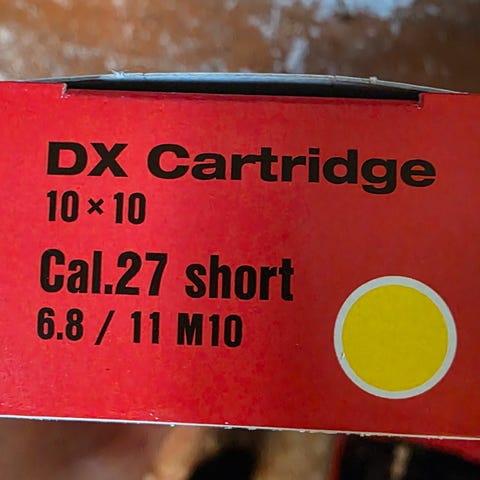 DX Cartridge
10 × 10
Cal.27 short
6.8 / 11 M10